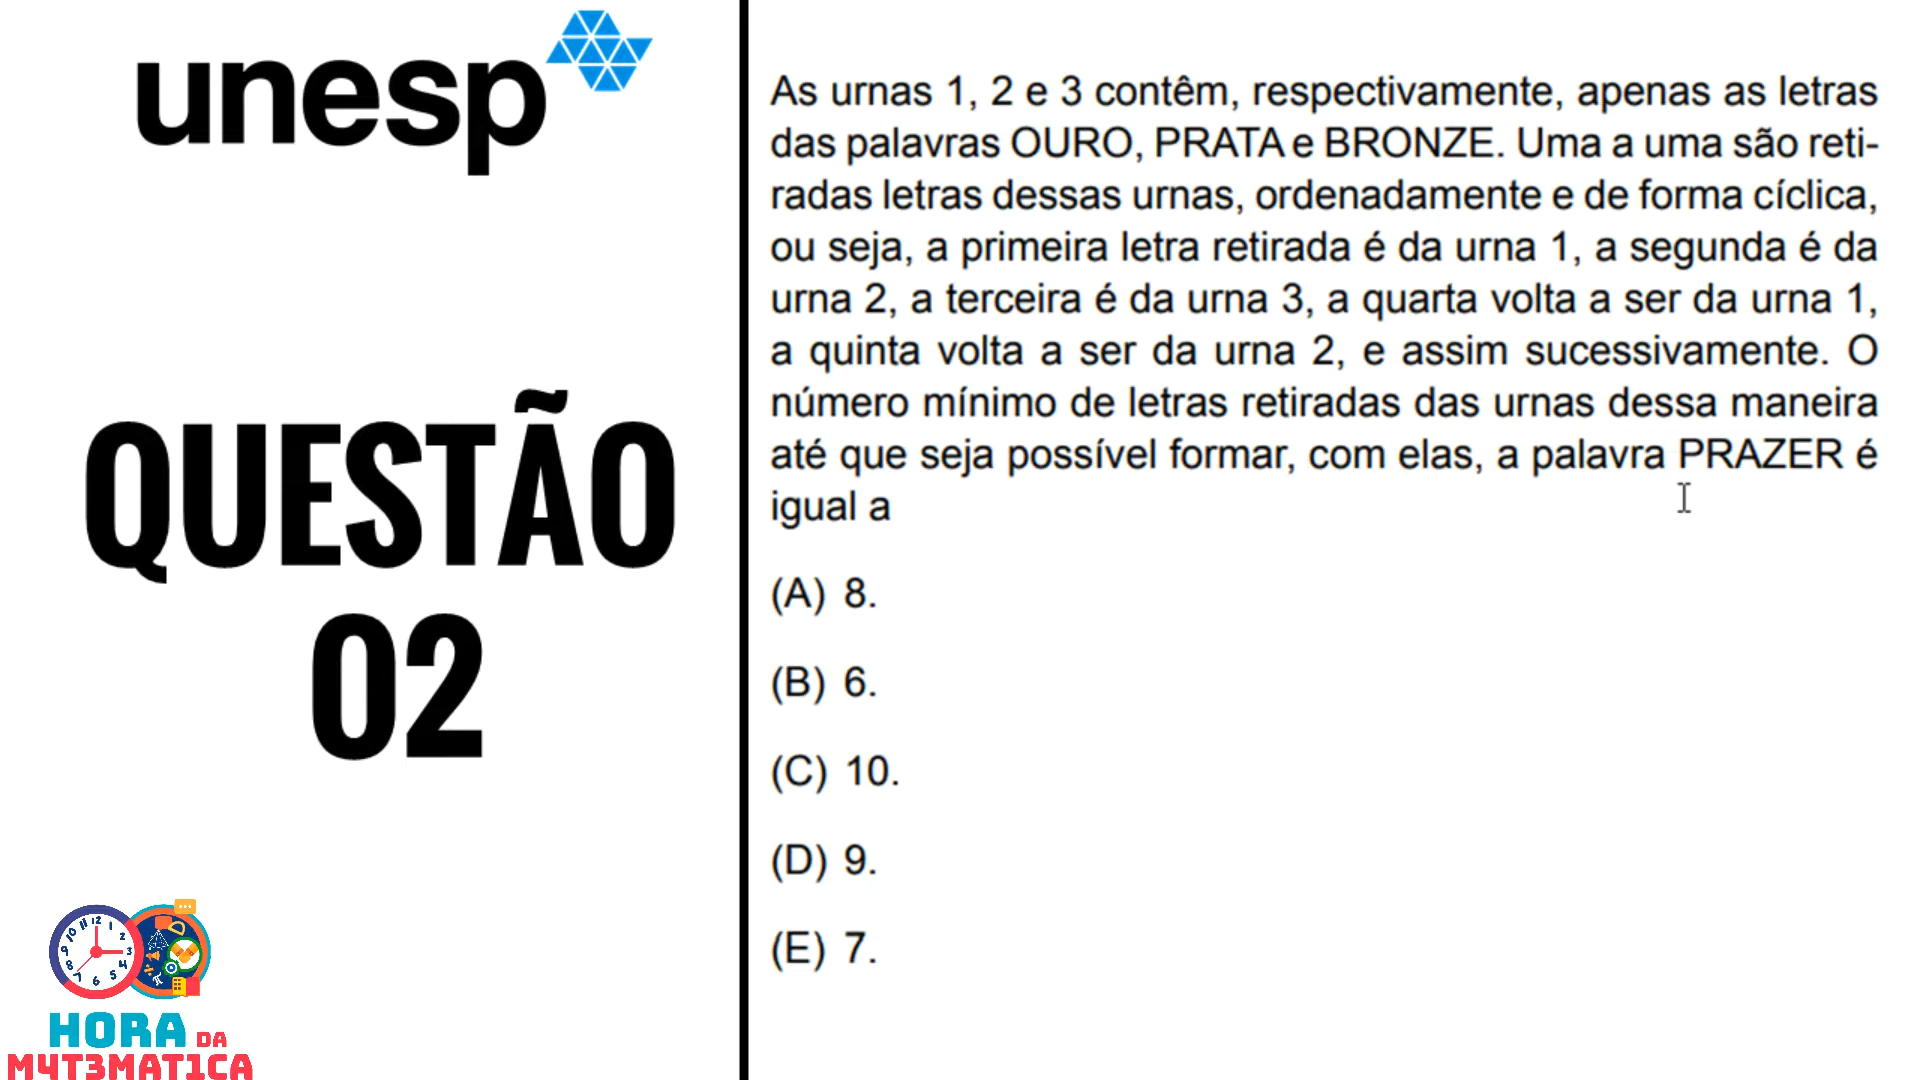 unesp
QUESTÃO
02
HORA DA
M4T3MAT1CA
As urnas 1, 2 e 3 contêm, respectivamente, apenas as letras
das palavras OURO, PRATA e BRONZE. Uma a uma são reti-
radas letras dessas urnas, ordenadamente e de forma cíclica,
ou seja, a primeira letra retirada é da urna 1, a segunda é da
urna 2, a terceira é da urna 3, a quarta volta a ser da urna 1,
a quinta volta a ser da urna 2, e assim sucessivamente. O
número mínimo de letras retiradas das urnas dessa maneira
até que seja possível formar, com elas, a palavra PRAZER é
igual a
(A) 8.
(B) 6.
(C) 10.
(D) 9.
(E) 7.